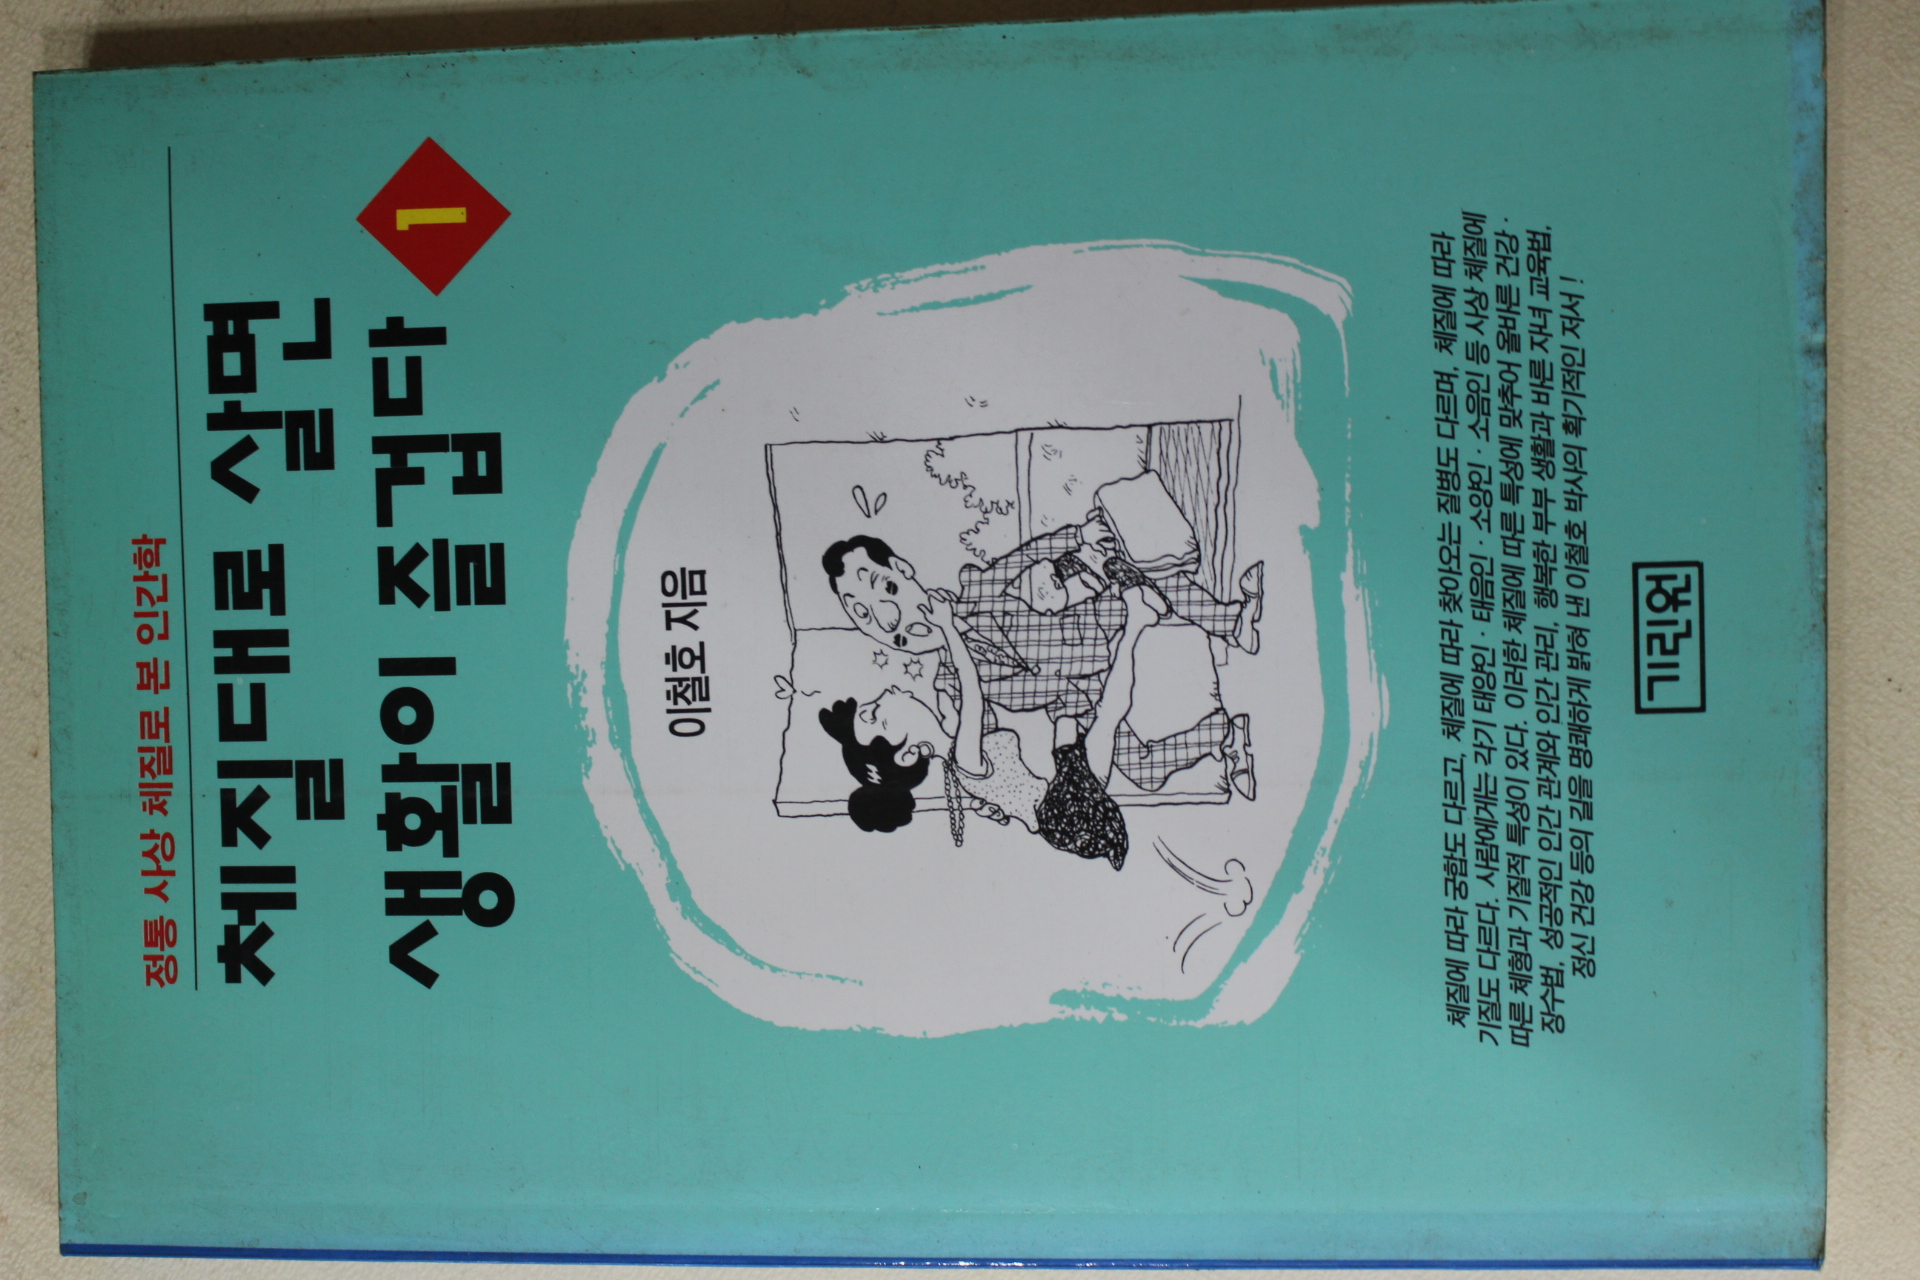 정통 사상 체질로 본 인간학
체질대로 살면
생활이 즐겁다
1
이철호 지음
체질에 따라 궁합도 다르고, 체질에 따라 찾아오는 질병도 다르며, 체질에 따라
기질도 다르다. 사람에게는 각기 태양인 · 태음인 · 소양인 · 소음인 등 사상 체질에
따른 체형과 기질적 특성이 있다. 이러한 체질에 따른 특성에 맞추어 올바른 건강 ·
장수법, 성공적인 인간 관계와 인간 관리, 행복한 부부 생활과 바른 자녀 교육법,
정신 건강 등의 길을 명쾌하게 밝혀 낸 이철호 박사의 획기적인 저서!
기린원